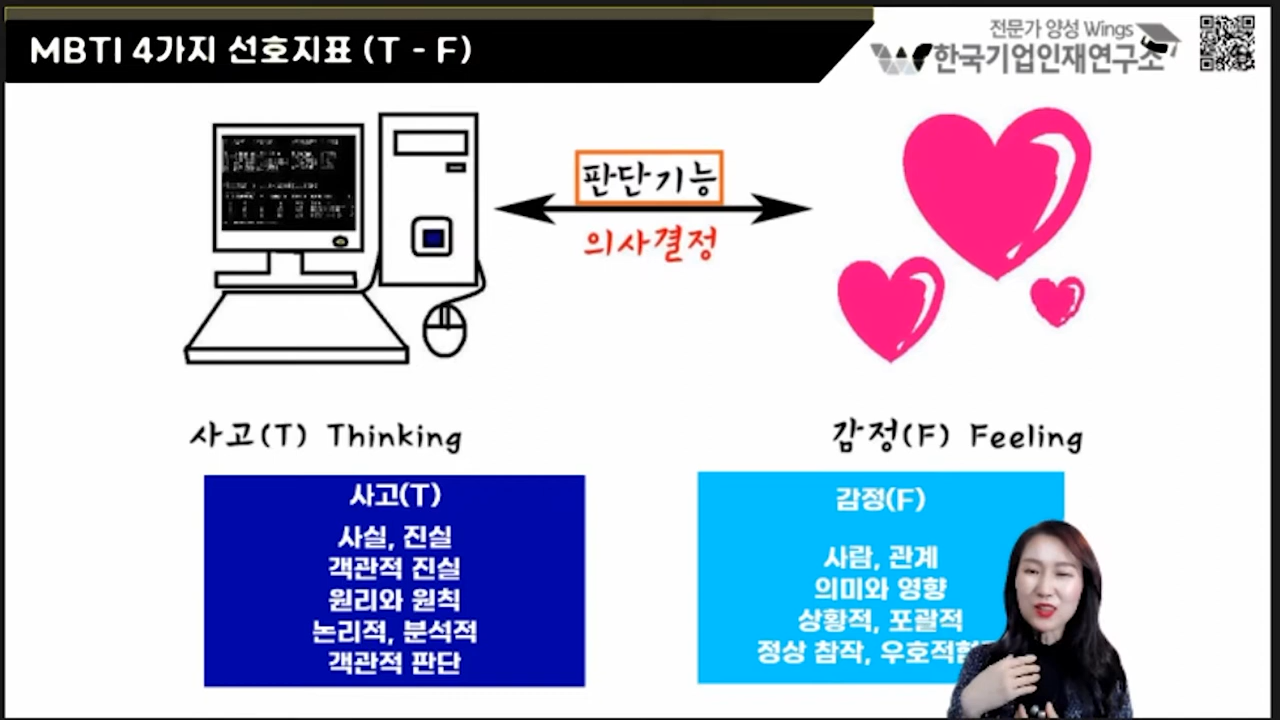 MBTI 4가지 선호지표 (T - F)
전문가 양성 Wings
한국기업인재연구소
판단기능
의사결정
사고(T) Thinking
감정(F) Feeling
사고(T)
사실, 진실
객관적 진실
원리와 원칙
논리적, 분석적
객관적 판단
감정(F)
사람, 관계
의미와 영향
상황적, 포괄적
정상 참작,